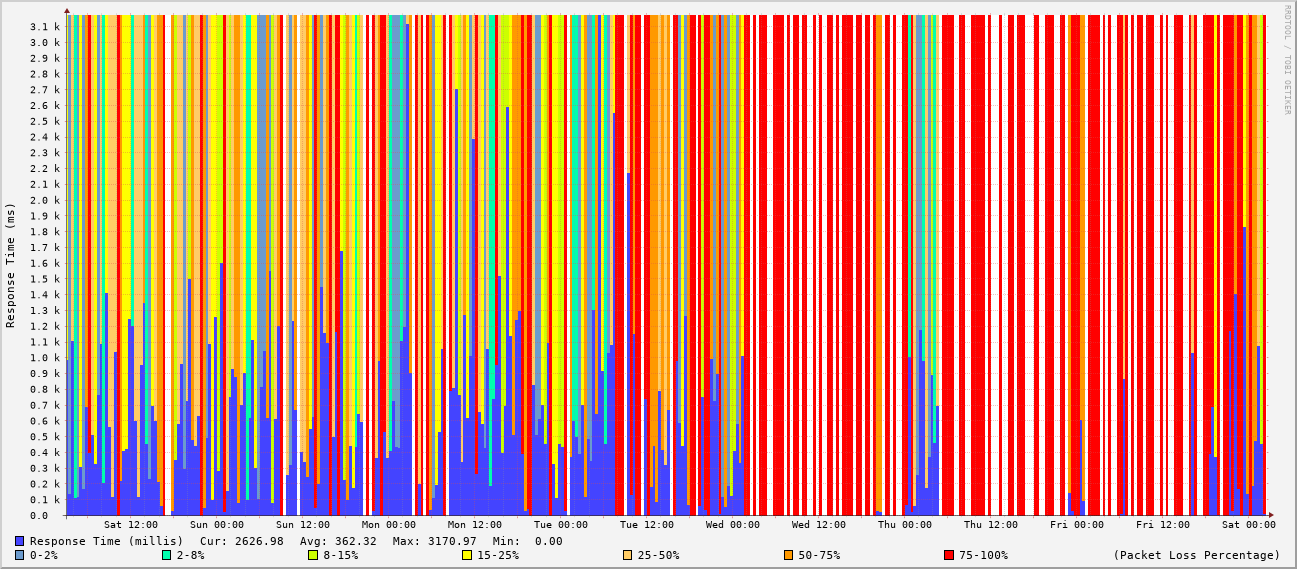 RRDTOOL / TOBI OETIKER
Response Time (ms)
3.1 k
3.0 k
2.9 k
2.8 k
2.7 k
2.6 k
2.5 k
2.4 k
2.3 k
2.2 k
2.1 k
2.0 k
1.9 k
1.8 k
1.7 k
1.6 k
1.5 k
1.4 k
1.3 k
1.2 k
1.1 k
1.0 k
0.9 k
0.8 k
0.7 k
0.6 k
0.5 k
0.4 k
0.3 k
0.2 k
0.1 k
0.0
Sat 12:00 Sun 00:00 Sun 12:00 Mon 00:00 Mon 12:00 Tue 00:00 Tue 12:00 Wed 00:00 Wed 12:00 Thu 00:00 Thu 12:00 Fri 00:00 Fri 12:00 Sat 00:00
Response Time (millis) Cur: 2626.98 Avg: 362.32 Max: 3170.97 Min: 0.00
0-2% 2-8% 8-15% 15-25% 25-50% 50-75% 75-100% (Packet Loss Percentage)